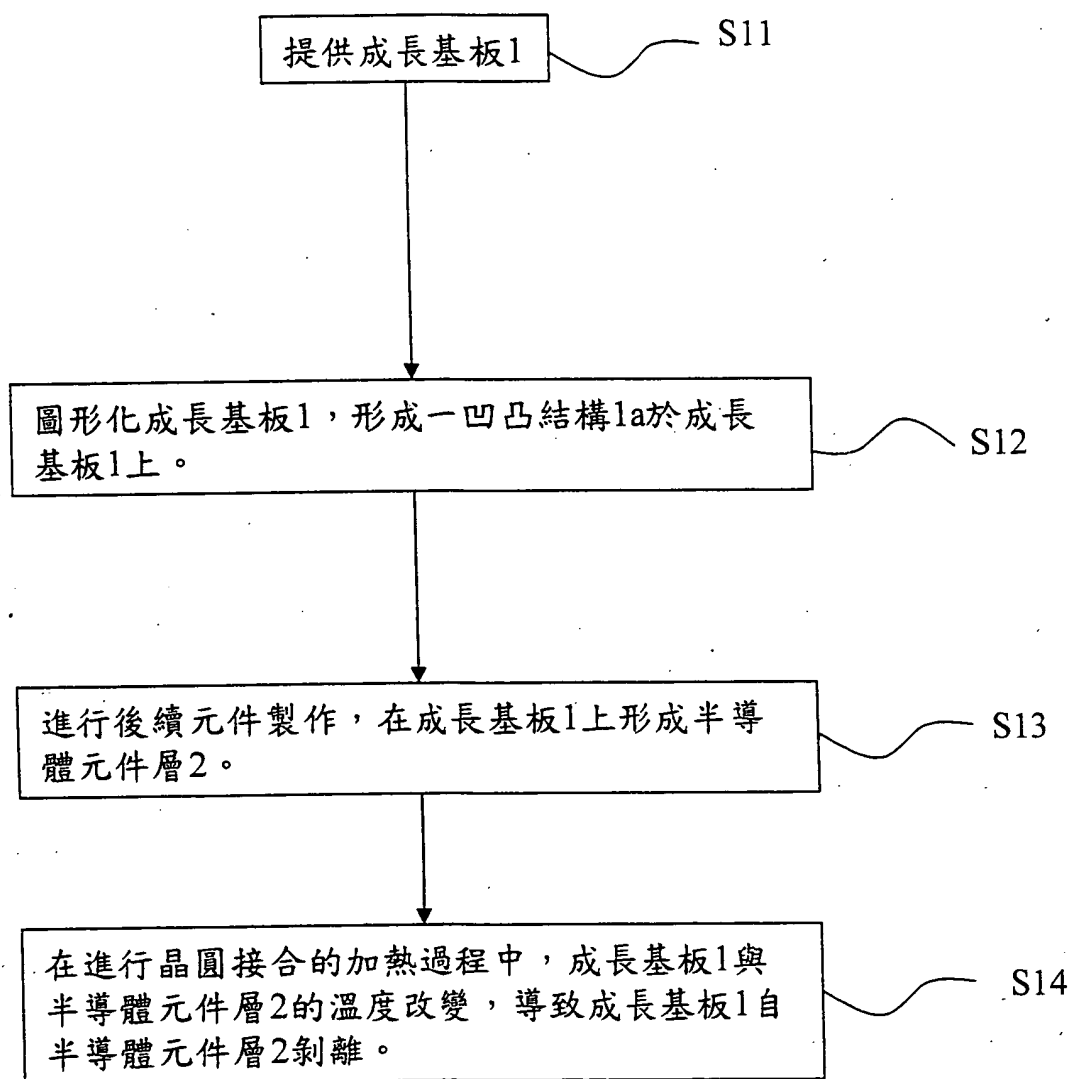 提供成長基板1
S11
圖形化成長基板1，形成一凹凸結構1a於成長
基板1上。
S12
進行後續元件製作，在成長基板1上形成半導
體元件層2。
S13
在進行晶圓接合的加熱過程中，成長基板1與
半導體元件層2的溫度改變，導致成長基板1自
半導體元件層2剝離。
S14